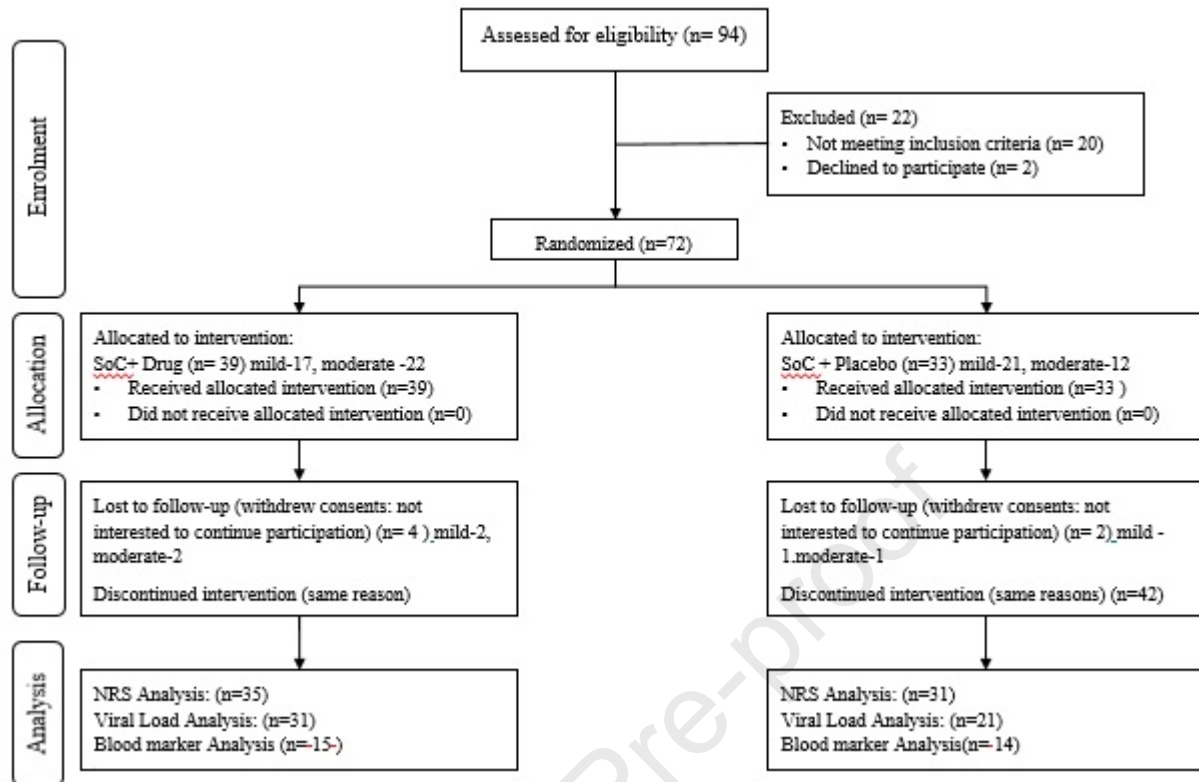 Assessed for eligibility (n= 94)
Enrolment
Excluded (n= 22)
▪ Not meeting inclusion criteria (n= 20)
▪ Declined to participate (n= 2)
Randomized (n=72)
Allocation
Allocated to intervention:
SoC+ Drug (n= 39) mild-17, moderate -22
▪ Received allocated intervention (n=39)
▪ Did not receive allocated intervention (n=0)
Allocated to intervention:
SoC + Placebo (n=33) mild-21, moderate-12
▪ Received allocated intervention (n=33 )
▪ Did not receive allocated intervention (n=0)
Follow-up
Lost to follow-up (withdrew consents: not
interested to continue participation) (n= 4 ) mild-2,
moderate-2
Discontinued intervention (same reason)
Lost to follow-up (withdrew consents: not
interested to continue participation) (n= 2) mild -
1.moderate-1
Discontinued intervention (same reasons) (n=42)
Analysis
NRS Analysis: (n=35)
Viral Load Analysis: (n=31)
Blood marker Analysis (n=-15-)
NRS Analysis: (n=31)
Viral Load Analysis: (n=21)
Blood marker Analysis(n=-14)
Pre-proof